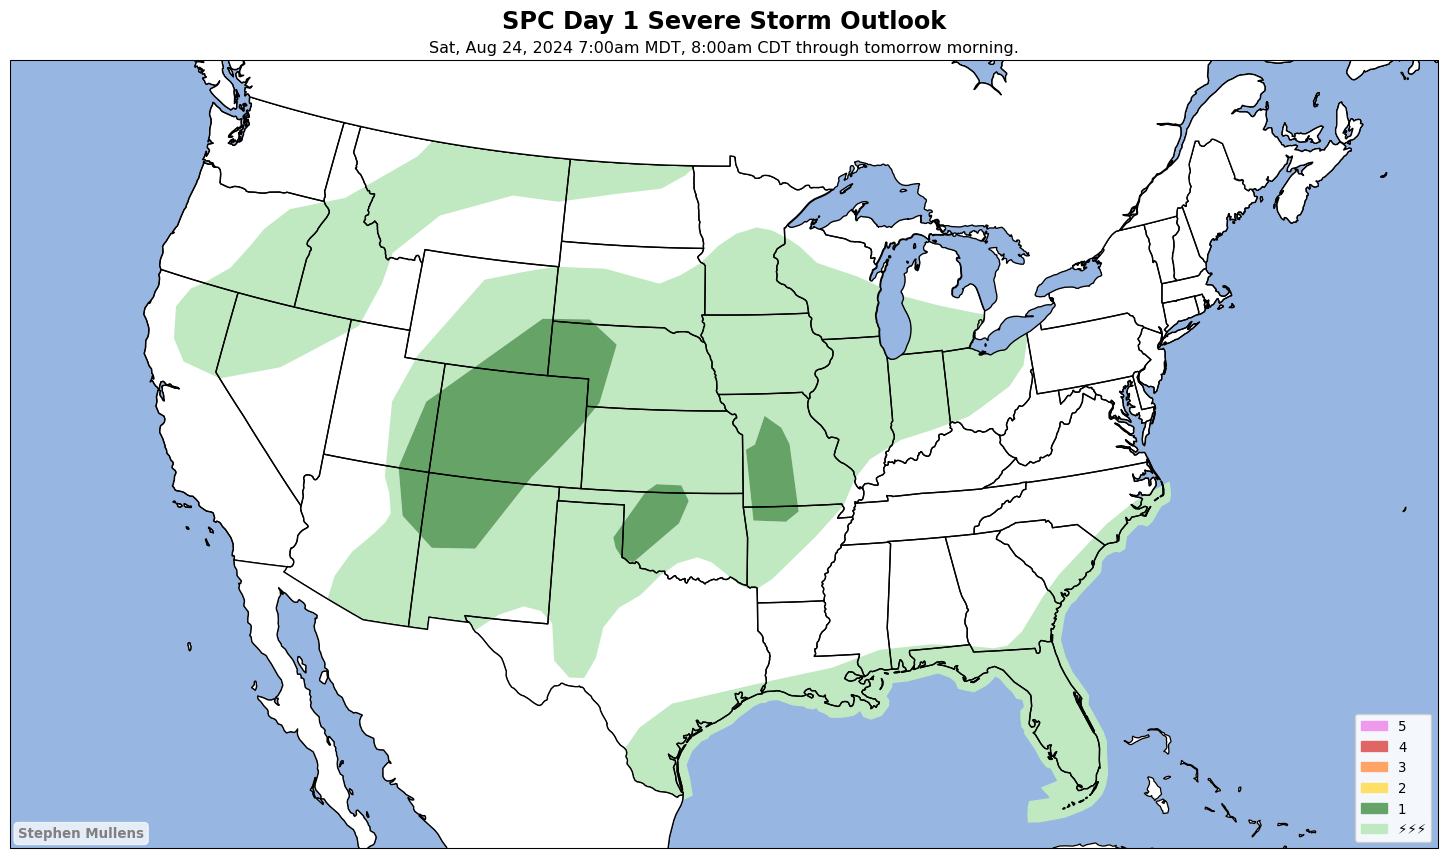 SPC Day 1 Severe Storm Outlook
Sat, Aug 24, 2024 7:00am MDT, 8:00am CDT through tomorrow morning.
5
4
3
2
1
⚡⚡⚡
Stephen Mullens